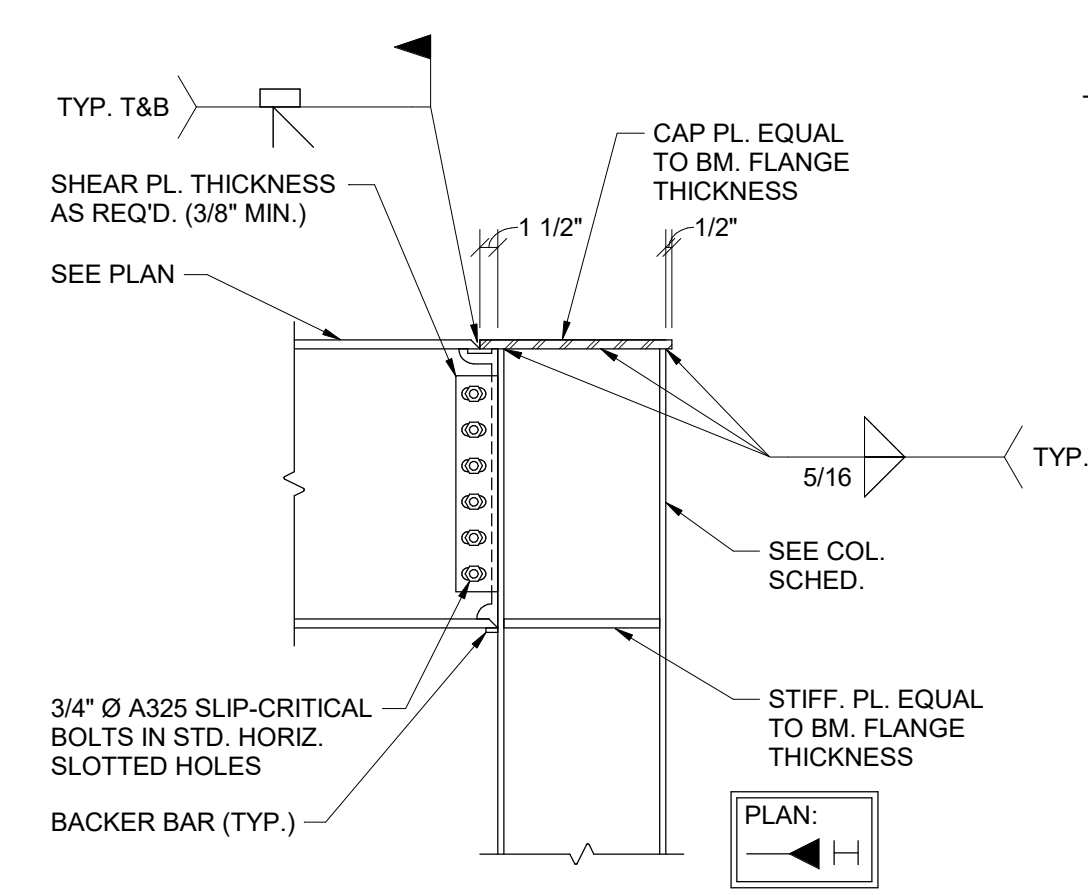 TYP. T&B
SHEAR PL. THICKNESS
AS REQ'D. (3/8" MIN.)
SEE PLAN
CAP PL. EQUAL
TO BM. FLANGE
THICKNESS
1 1/2"
1/2"
5/16
TYP.
SEE COL.
SCHED.
3/4" Ø A325 SLIP-CRITICAL
BOLTS IN STD. HORIZ.
SLOTTED HOLES
BACKER BAR (TYP.)
STIFF. PL. EQUAL
TO BM. FLANGE
THICKNESS
PLAN: